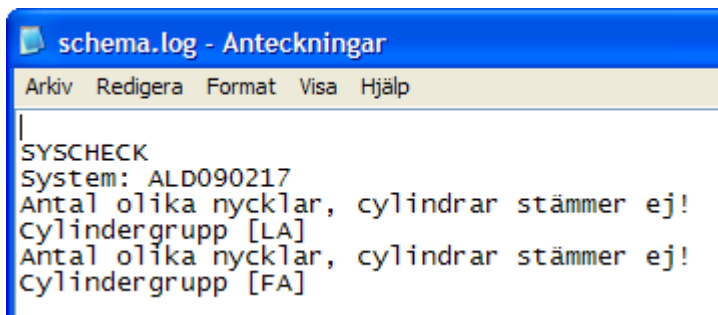 schema.log - Anteckningar
Arkiv Redigera Format Visa Hjälp
SYSCHECK
System: ALD090217
Antal olika nycklar, cylindrar stämmer ej!
Cylindergrupp [LA]
Antal olika nycklar, cylindrar stämmer ej!
Cylindergrupp [FA]